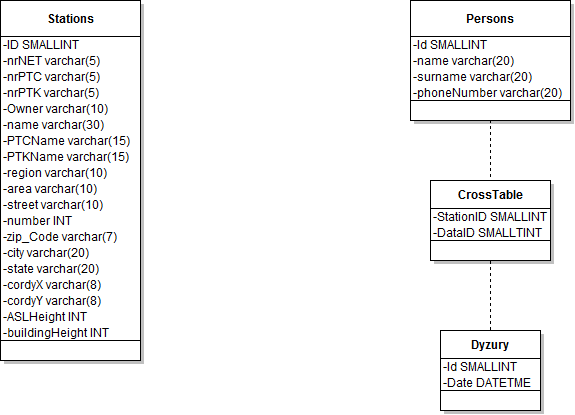 Stations
-ID SMALLINT
-nrNET varchar(5)
-nrPTC varchar(5)
-nrPTK varchar(5)
-Owner varchar(10)
-name varchar(30)
-PTCName varchar(15)
-PTKName varchar(15)
-region varchar(10)
-area varchar(10)
-street varchar(10)
-number INT
-zip_Code varchar(7)
-city varchar(20)
-state varchar(20)
-cordyX varchar(8)
-cordyY varchar(8)
-ASLHeight INT
-buildingHeight INT
Persons
-Id SMALLINT
-name varchar(20)
-surname varchar(20)
-phoneNumber varchar(20)
CrossTable
-StationID SMALLINT
-DataID SMALLTINT
Dyzury
-Id SMALLINT
-Date DATETME